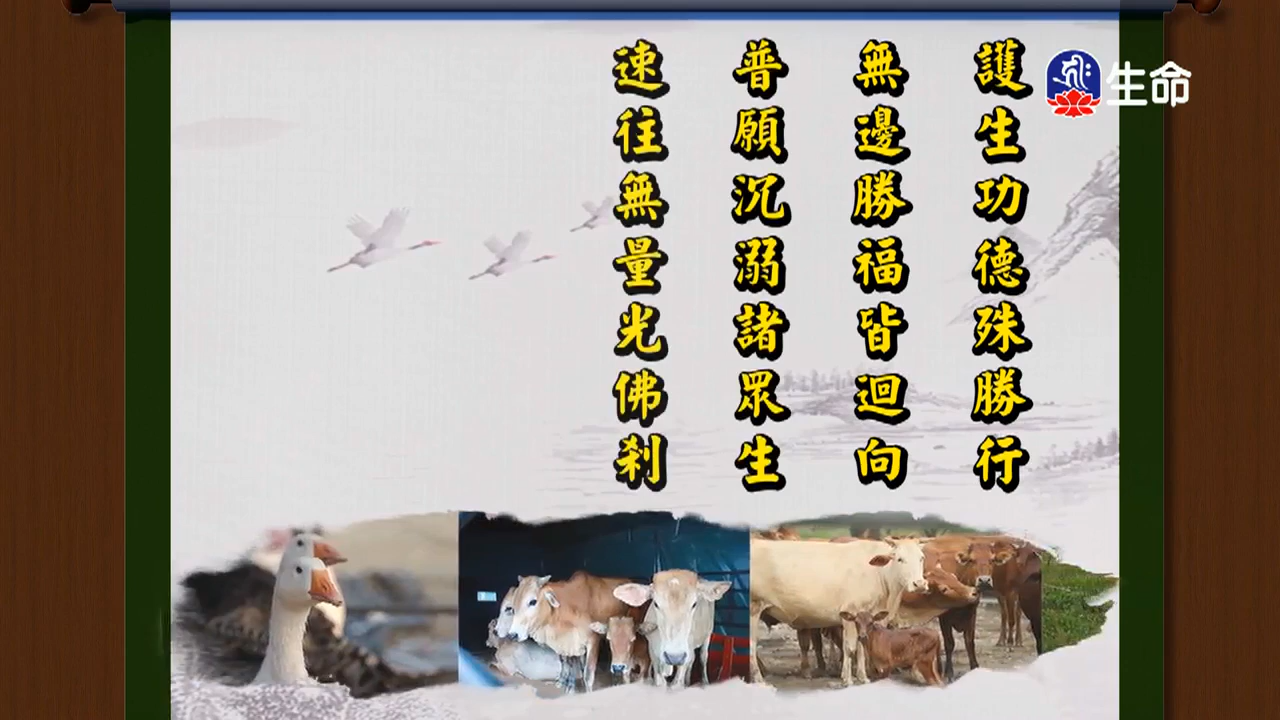 護生功德殊勝行
無邊勝福皆迴向
普願沉溺諸眾生
速往無量光佛剎
生命